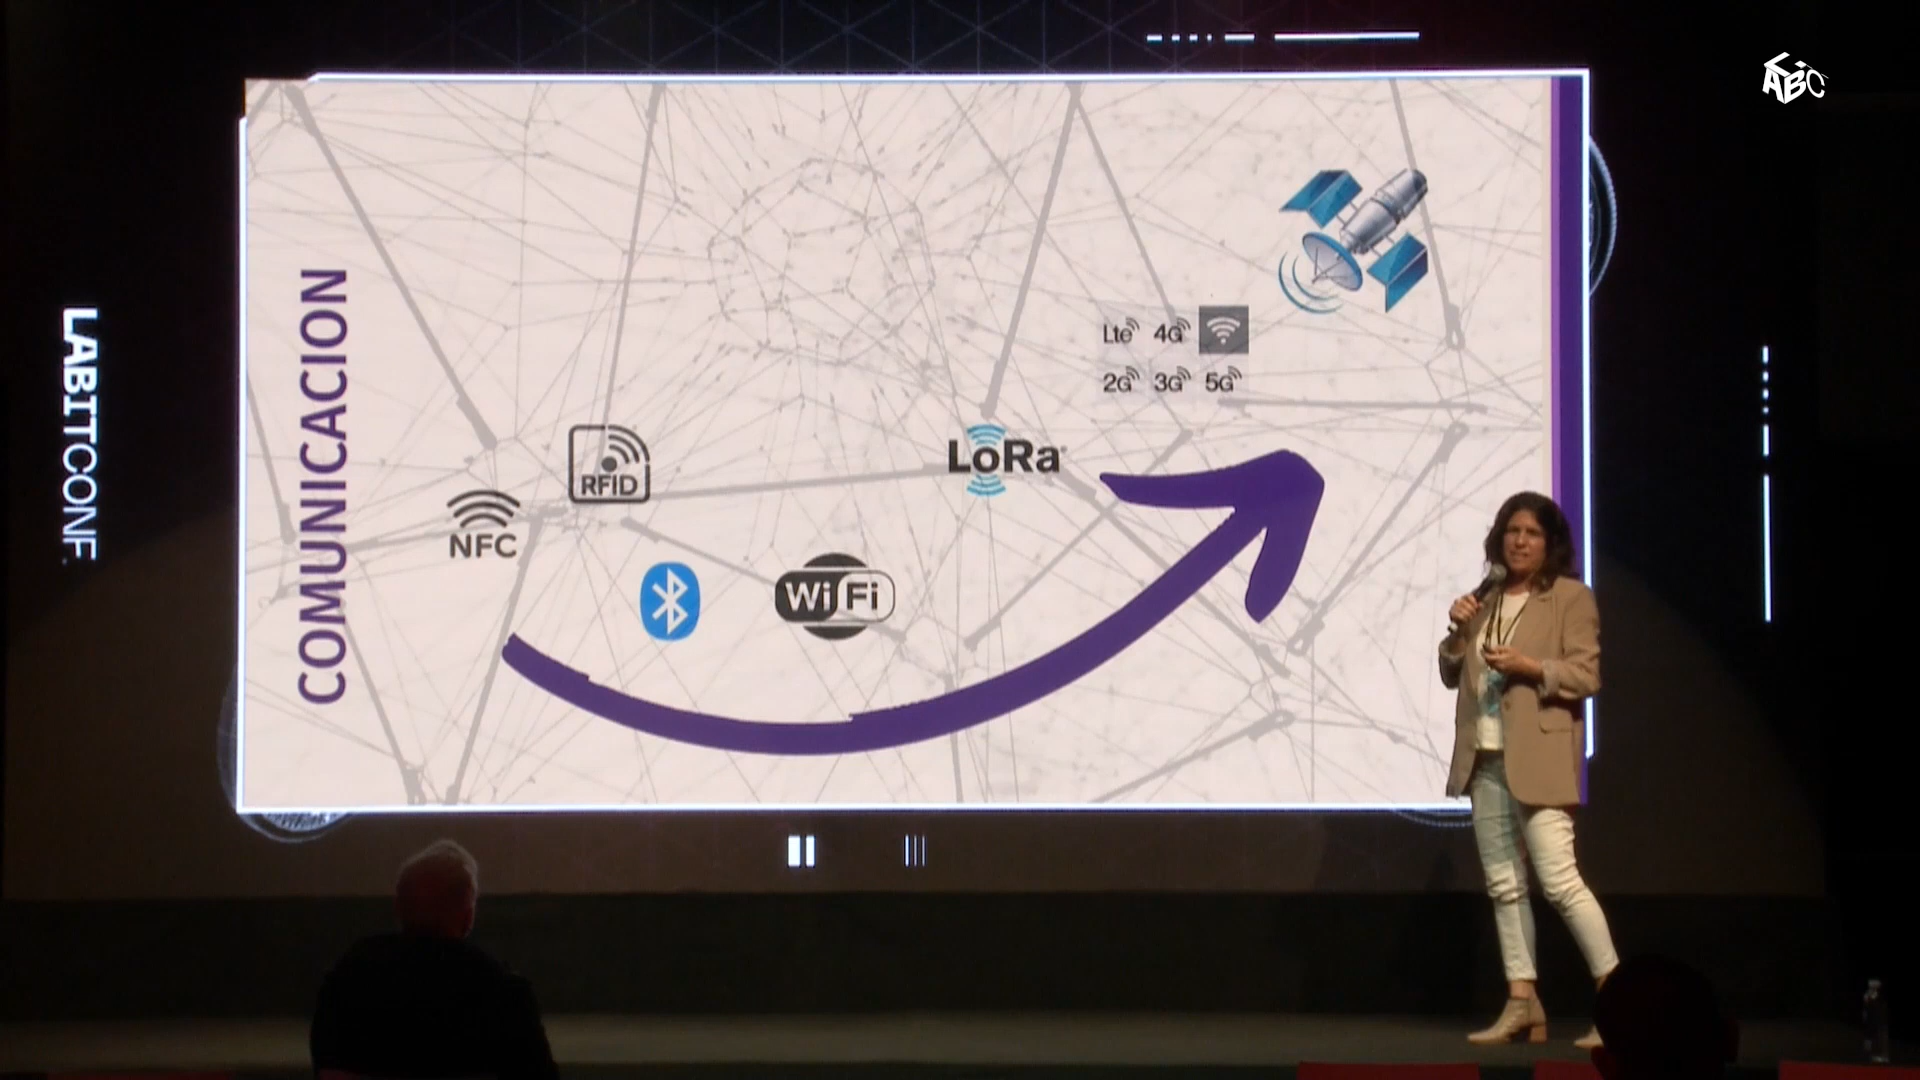 ABC
LABITCONF.
COMUNICACION
NFC
RFID
WiFi
LoRa
Lte 4G
2G 3G 5G